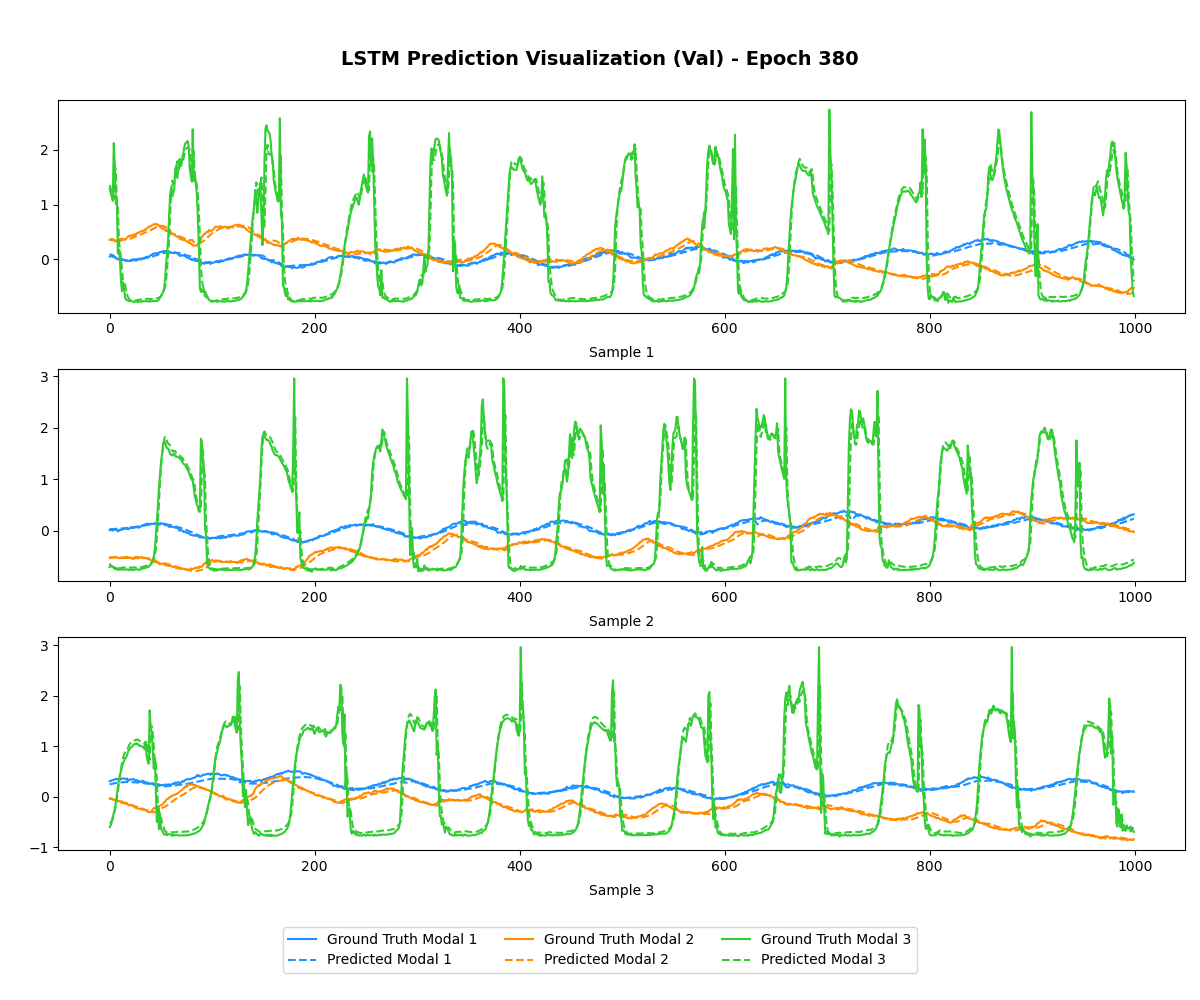 LSTM Prediction Visualization (Val) - Epoch 380
2
1
0
0 200 400 600 800 1000
Sample 1
3
2
1
0
0 200 400 600 800 1000
Sample 2
3
2
1
0
−1
0 200 400 600 800 1000
Sample 3
Ground Truth Modal 1 Ground Truth Modal 2 Ground Truth Modal 3
Predicted Modal 1 Predicted Modal 2 Predicted Modal 3